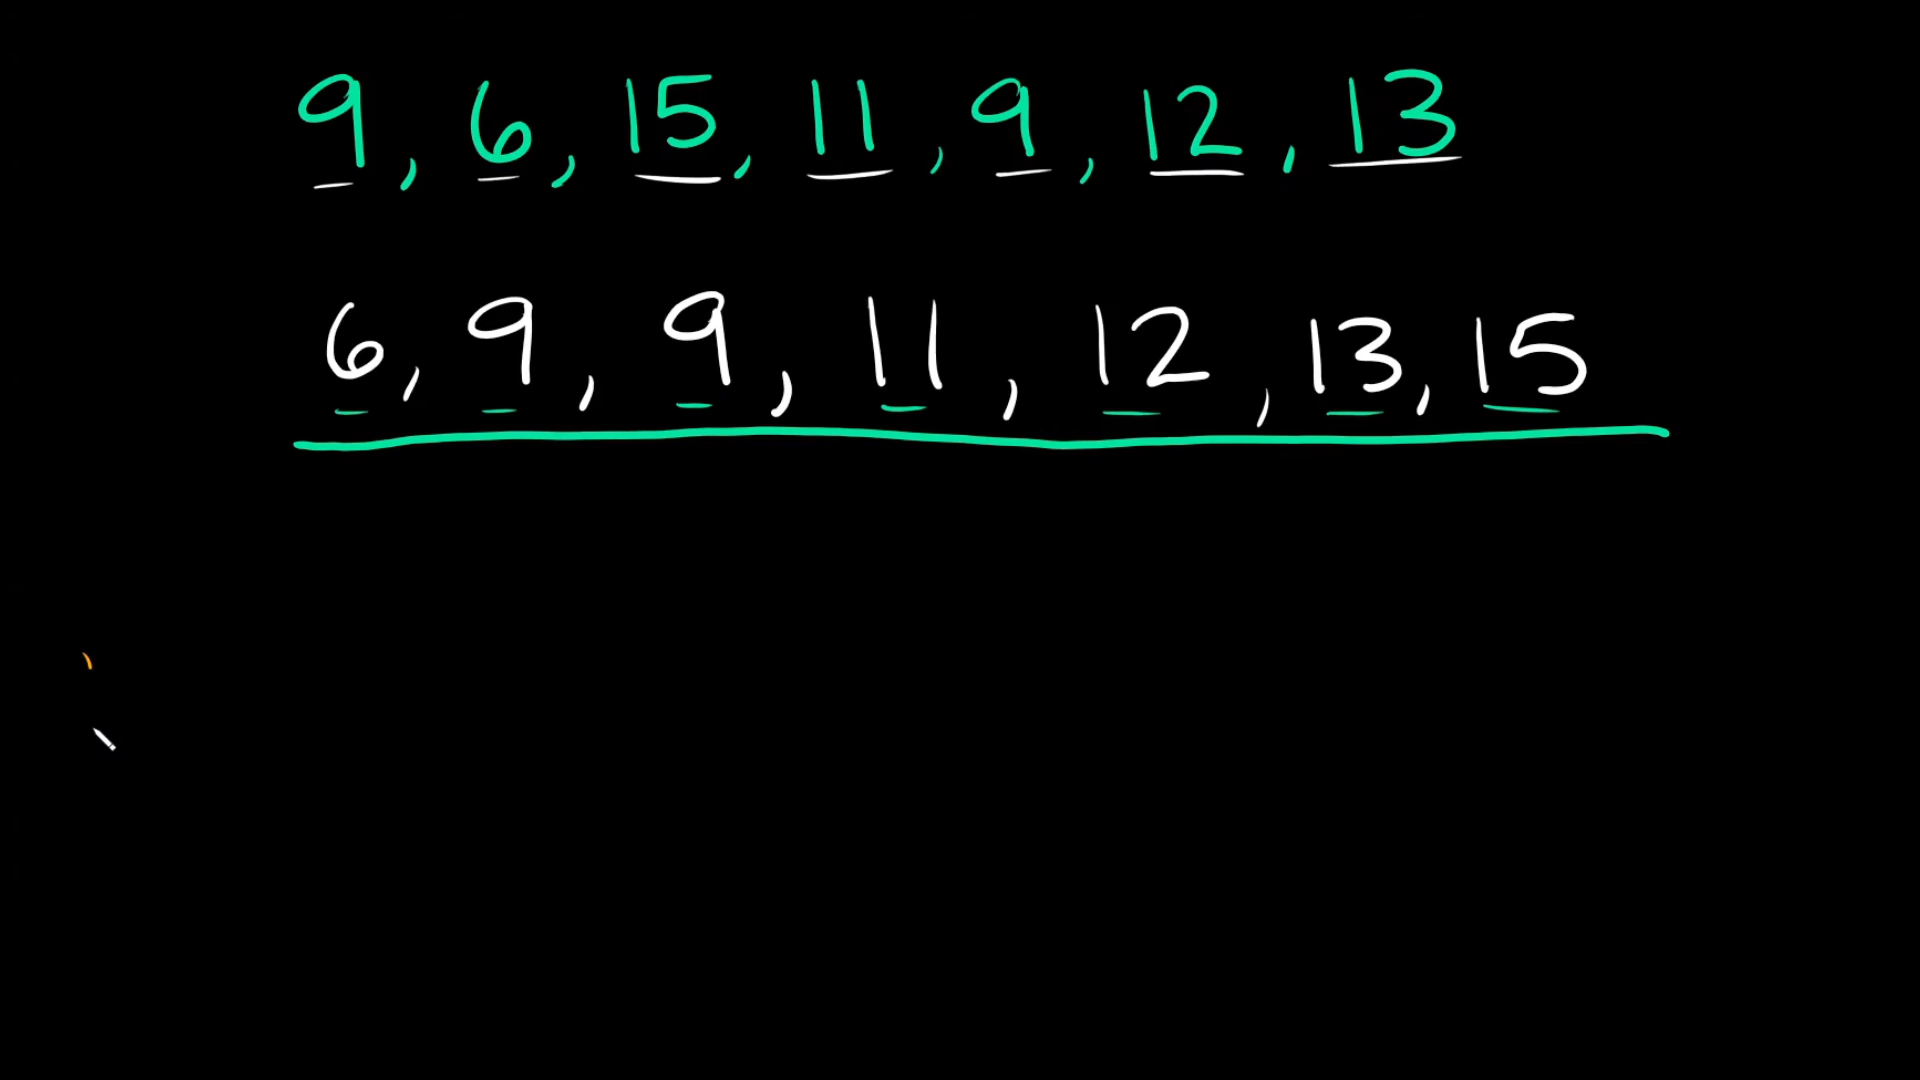 9, 6, 15, 11, 9, 12, 13
6, 9, 9, 11, 12, 13, 15